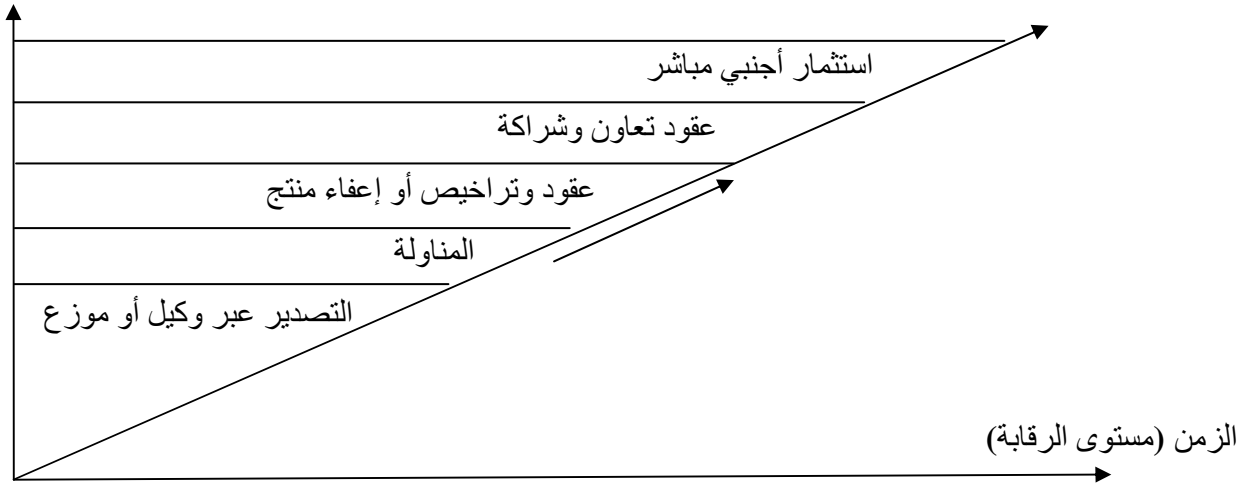 استثمار أجنبي مباشر
عقود تعاون وشراكة
عقود وتراخيص أو إعفاء منتج
المناولة
التصدير عبر وكيل أو موزع
الزمن (مستوى الرقابة)